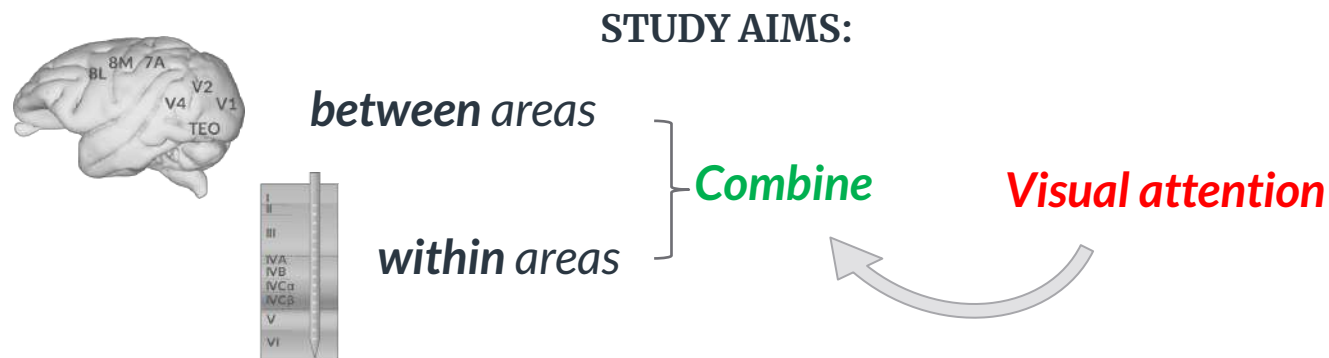 STUDY AIMS:
8L 8M 7A
V2
V4 V1
TEO
between areas
Combine
Visual attention
within areas
I
II
III
IVA
IVB
IVCα
IVCβ
V
VI